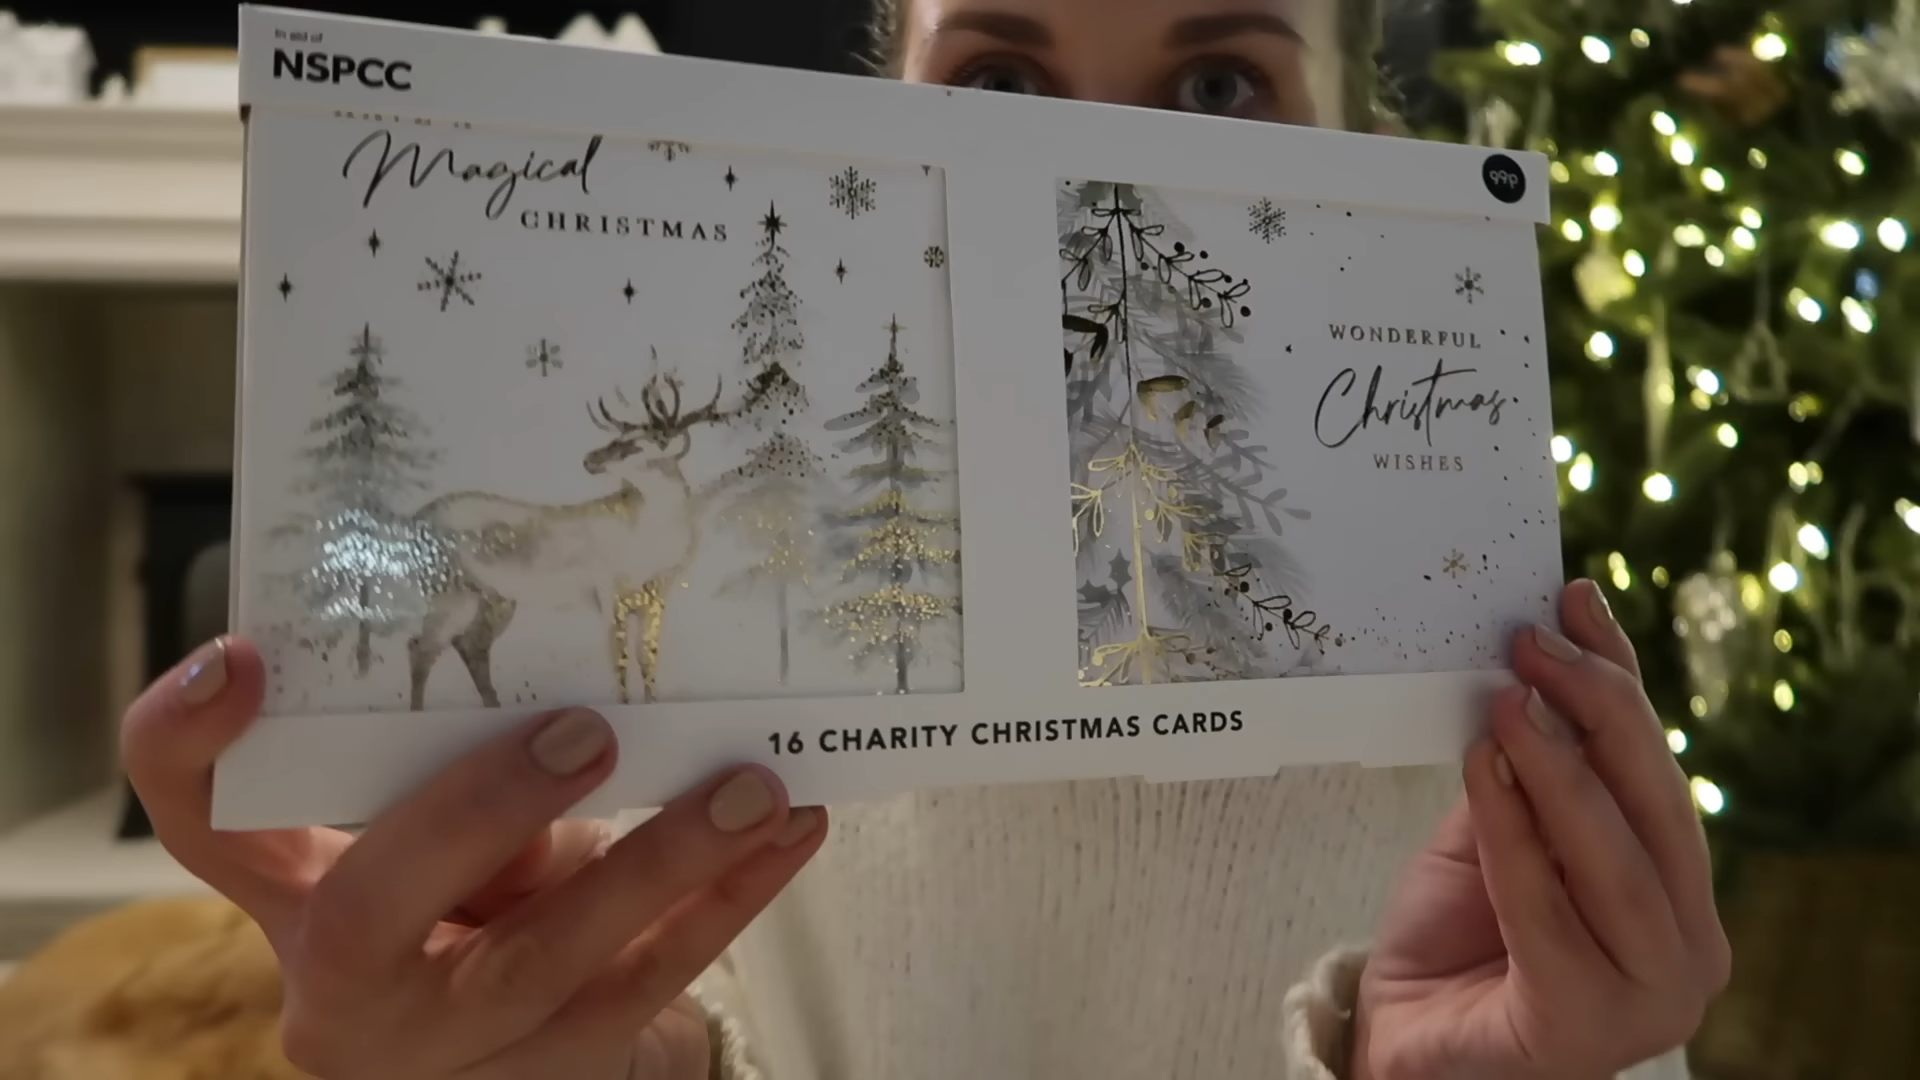 In aid of
NSPCC
99p
Magical
CHRISTMAS
WONDERFUL
Christmas
WISHES
16 CHARITY CHRISTMAS CARDS